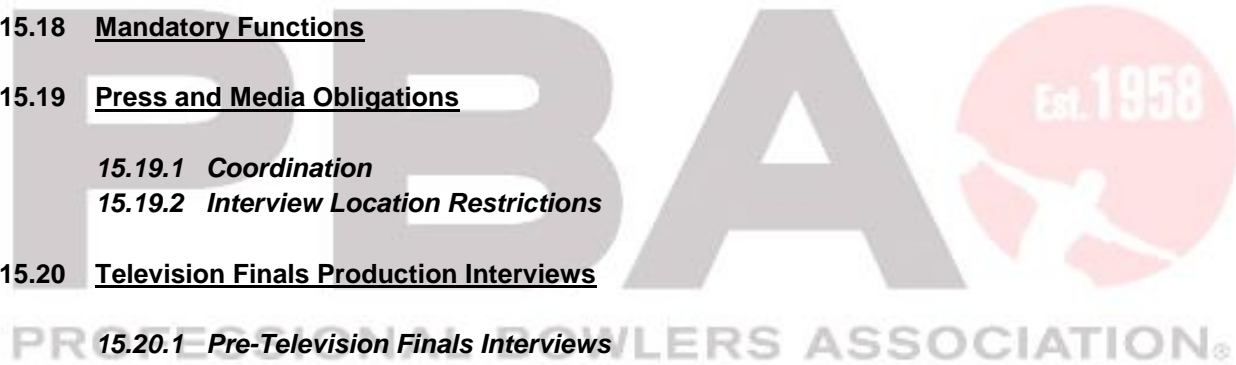 15.18 Mandatory Functions
15.19 Press and Media Obligations
15.19.1 Coordination
15.19.2 Interview Location Restrictions
15.20 Television Finals Production Interviews
15.20.1 Pre-Television Finals Interviews
PBA
Est. 1958
PROFESSIONAL BOWLERS ASSOCIATION®